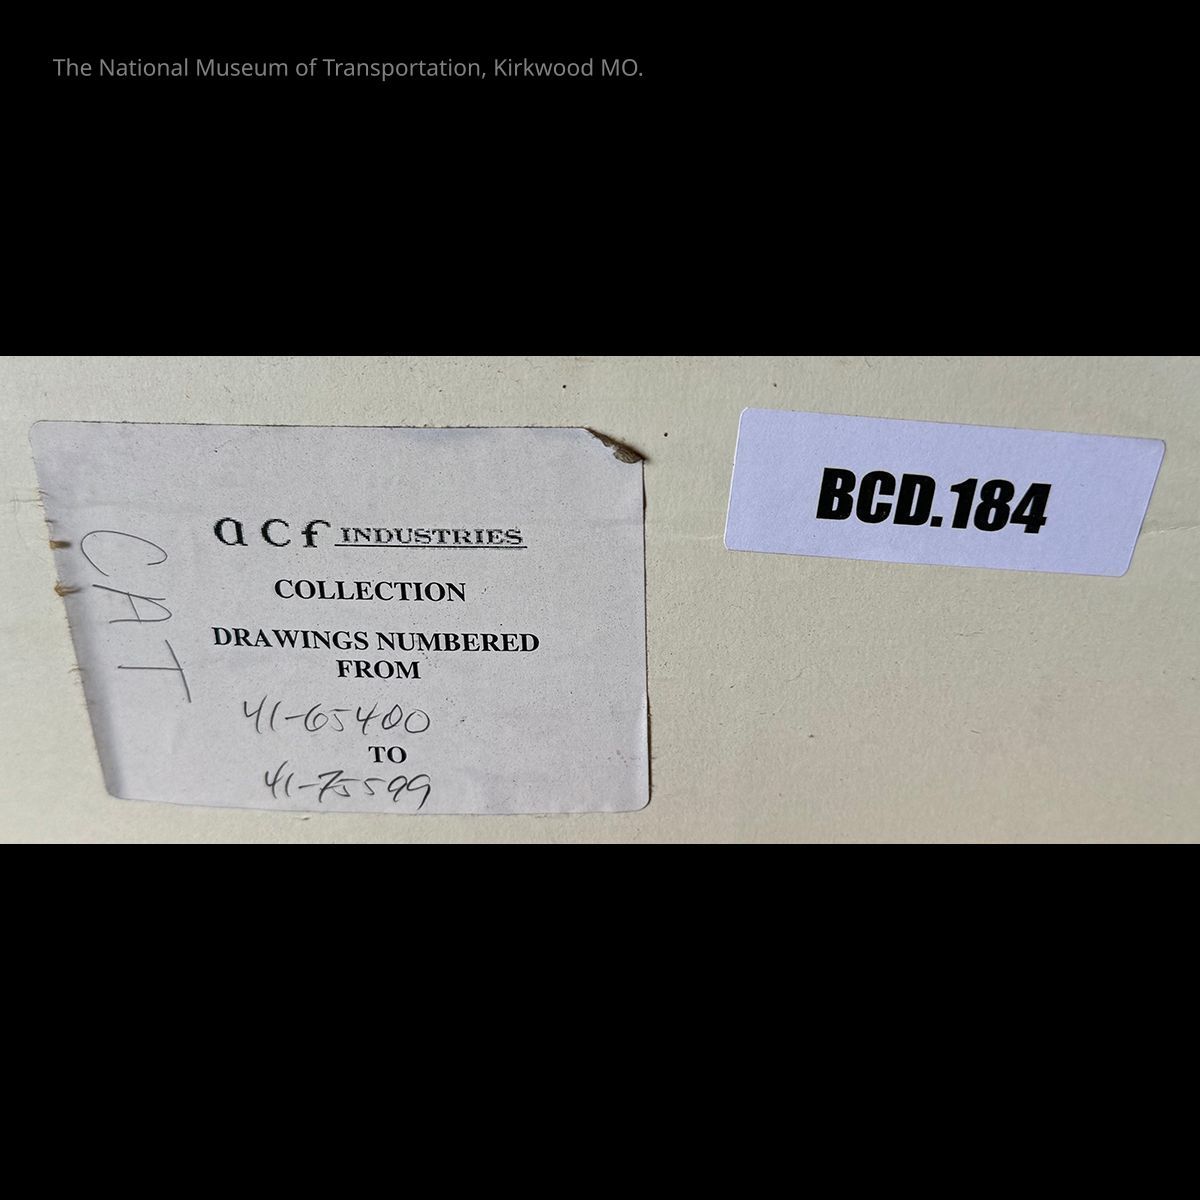 The National Museum of Transportation, Kirkwood MO.
CAT
acf INDUSTRIES
COLLECTION
DRAWINGS NUMBERED
FROM
41-65400
TO
41-75599
BCD.184